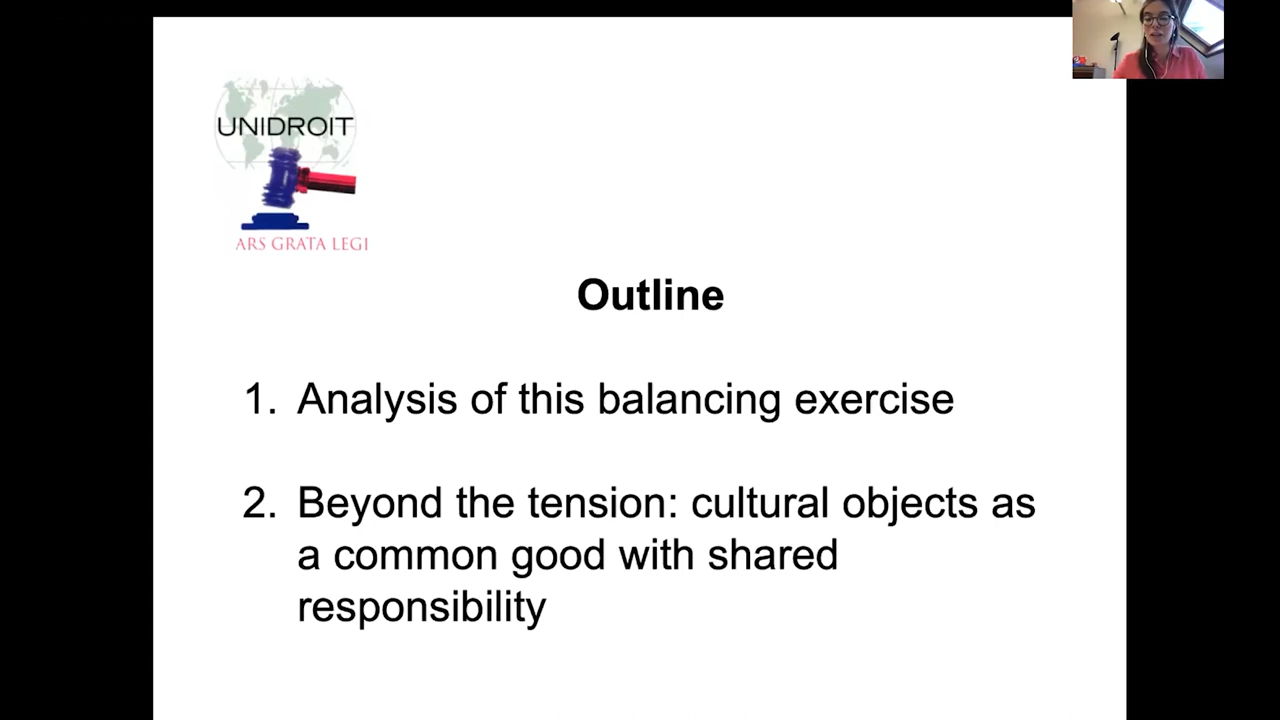 UNIDROIT
ARS GRATA LEGI
Outline
1. Analysis of this balancing exercise
2. Beyond the tension: cultural objects as
a common good with shared
responsibility